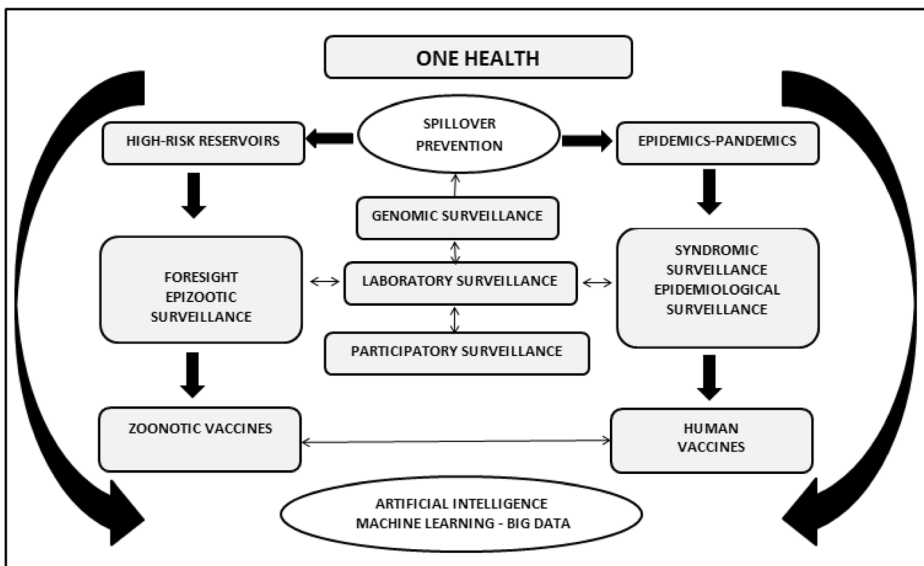 ONE HEALTH
SPILLOVER
PREVENTION
HIGH-RISK RESERVOIRS
EPIDEMICS-PANDEMICS
GENOMIC SURVEILLANCE
FORESIGHT
EPIZOOTIC
SURVEILLANCE
LABORATORY SURVEILLANCE
SYNDROMIC
SURVEILLANCE
EPIDEMIOLOGICAL
SURVEILLANCE
PARTICIPATORY SURVEILLANCE
ZOONOTIC VACCINES
HUMAN
VACCINES
ARTIFICIAL INTELLIGENCE
MACHINE LEARNING - BIG DATA